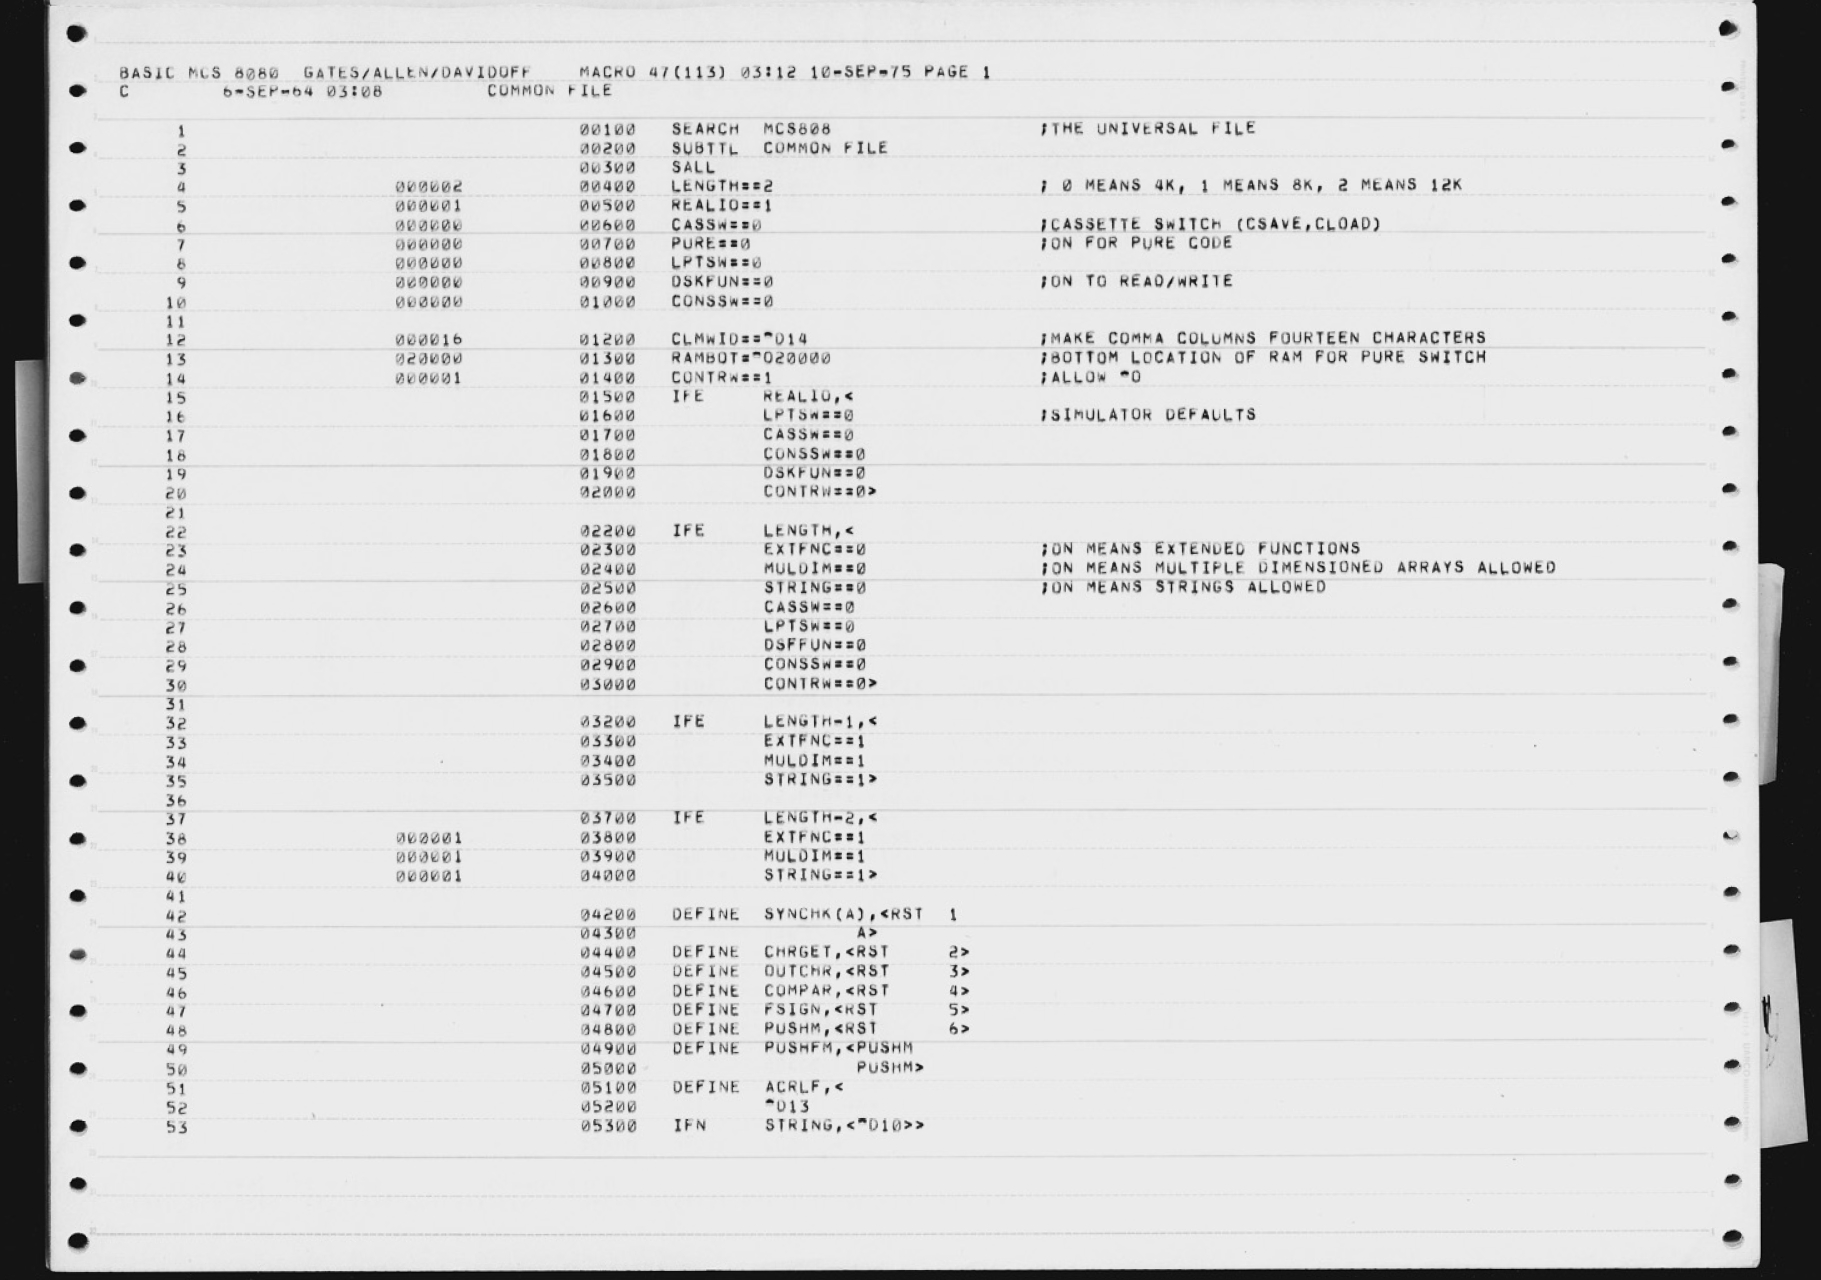 BASIC MCS 8080  GATES/ALLEN/DAVIDOFF    MACRO 47(113) 03:12 10-SEP-75 PAGE 1
C        6-SEP-64 03:08        COMMON FILE
1    00100    SEARCH  MCS808    ;THE UNIVERSAL FILE
2    00200    SUBTTL  COMMON FILE
3    00300    SALL
4    000002    00400    LENGTH==2    ; 0 MEANS 4K, 1 MEANS 8K, 2 MEANS 12K
5    000001    00500    REALIO==1
6    000000    00600    CASSW==0    ;CASSETTE SWITCH (CSAVE,CLOAD)
7    000000    00700    PURE==0    ;ON FOR PURE CODE
8    000000    00800    LPTSW==0
9    000000    00900    DSKFUN==0    ;ON TO READ/WRITE
10    000000    01000    CONSSW==0
11
12    000016    01200    CLMWID==^D14    ;MAKE COMMA COLUMNS FOURTEEN CHARACTERS
13    020000    01300    RAMBOT=^O20000    ;BOTTOM LOCATION OF RAM FOR PURE SWITCH
14    000001    01400    CONTRW==1    ;ALLOW ^O
15    01500    IFE    REALIO,<
16    01600    LPTSW==0    ;SIMULATOR DEFAULTS
17    01700    CASSW==0
18    01800    CONSSW==0
19    01900    DSKFUN==0
20    02000    CONTRW==0>
21
22    02200    IFE    LENGTH,<
23    02300    EXTFNC==0    ;ON MEANS EXTENDED FUNCTIONS
24    02400    MULDIM==0    ;ON MEANS MULTIPLE DIMENSIONED ARRAYS ALLOWED
25    02500    STRING==0    ;ON MEANS STRINGS ALLOWED
26    02600    CASSW==0
27    02700    LPTSW==0
28    02800    DSFFUN==0
29    02900    CONSSW==0
30    03000    CONTRW==0>
31
32    03200    IFE    LENGTH-1,<
33    03300    EXTFNC==1
34    03400    MULDIM==1
35    03500    STRING==1>
36
37    03700    IFE    LENGTH-2,<
38    000001    03800    EXTFNC==1
39    000001    03900    MULDIM==1
40    000001    04000    STRING==1>
41
42    04200    DEFINE  SYNCHK(A),<RST  1
43    04300    A>
44    04400    DEFINE  CHRGET,<RST    2>
45    04500    DEFINE  OUTCHR,<RST    3>
46    04600    DEFINE  COMPAR,<RST    4>
47    04700    DEFINE  FSIGN,<RST    5>
48    04800    DEFINE  PUSHM,<RST    6>
49    04900    DEFINE  PUSHFM,<PUSHM
50    05000    PUSHM>
51    05100    DEFINE  ACRLF,<
52    05200    ^D13
53    05300    IFN    STRING,<^D10>>